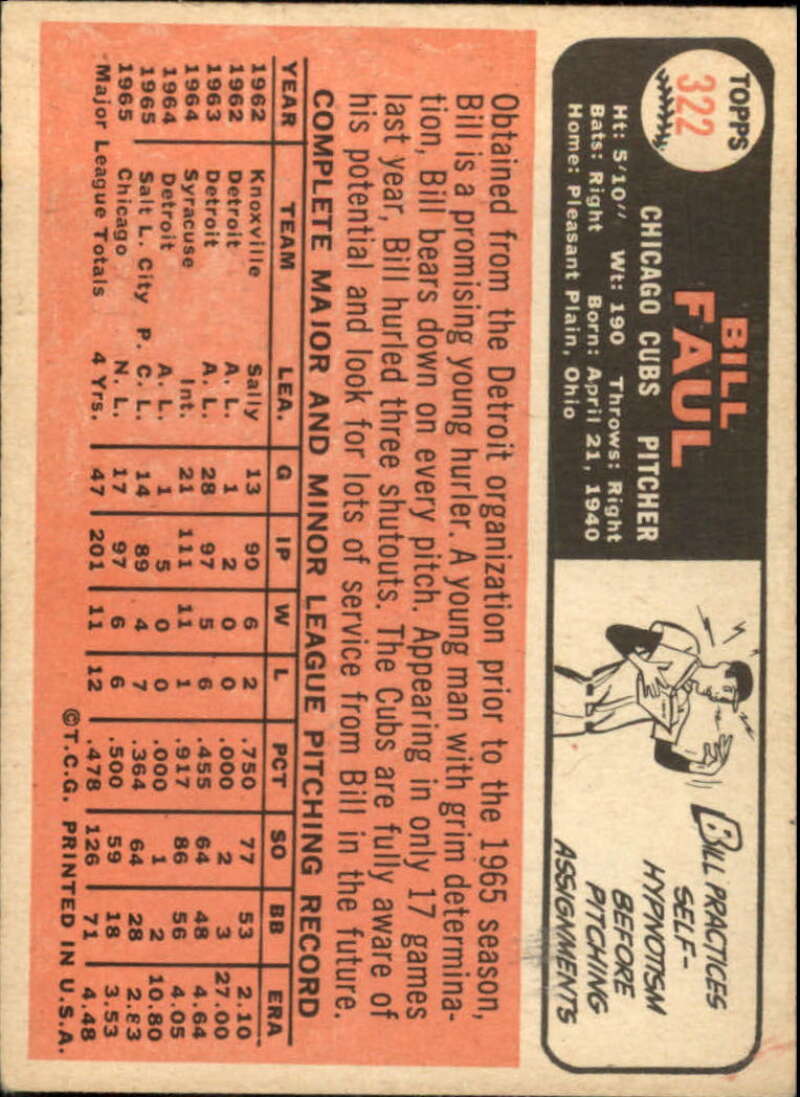 TOPPS
322
BILL
FAUL
CHICAGO CUBS PITCHER
Ht: 5'10" Wt: 190 Throws: Right
Bats: Right Born: April 21, 1940
Home: Pleasant Plain, Ohio
BILL PRACTICES
SELF-
HYPNOTISM
BEFORE
PITCHING
ASSIGNMENTS
Obtained from the Detroit organization prior to the 1965 season,
Bill is a promising young hurler. A young man with grim determina-
tion, Bill bears down on every pitch. Appearing in only 17 games
last year, Bill hurled three shutouts. The Cubs are fully aware of
his potential and look for lots of service from Bill in the future.
COMPLETE MAJOR AND MINOR LEAGUE PITCHING RECORD
YEAR TEAM LEA. G IP W L PCT SO BB ERA
1962 Knoxville Sally 13 90 6 2 .750 77 53 2.10
1962 Detroit A. L. 1 2 0 0 .000 2 3 27.00
1963 Detroit A. L. 28 97 5 6 .455 64 48 4.64
1964 Syracuse Int. 21 111 11 1 .917 86 56 4.05
1964 Detroit A. L. 1 5 0 0 .000 1 2 10.80
1965 Salt L. City P. C. L. 14 89 4 7 .364 64 28 2.83
1965 Chicago N. L. 17 97 6 6 .500 59 18 3.53
Major League Totals 4 Yrs. 47 201 11 12 .478 126 71 4.48
©T.C.G. PRINTED IN U.S.A.